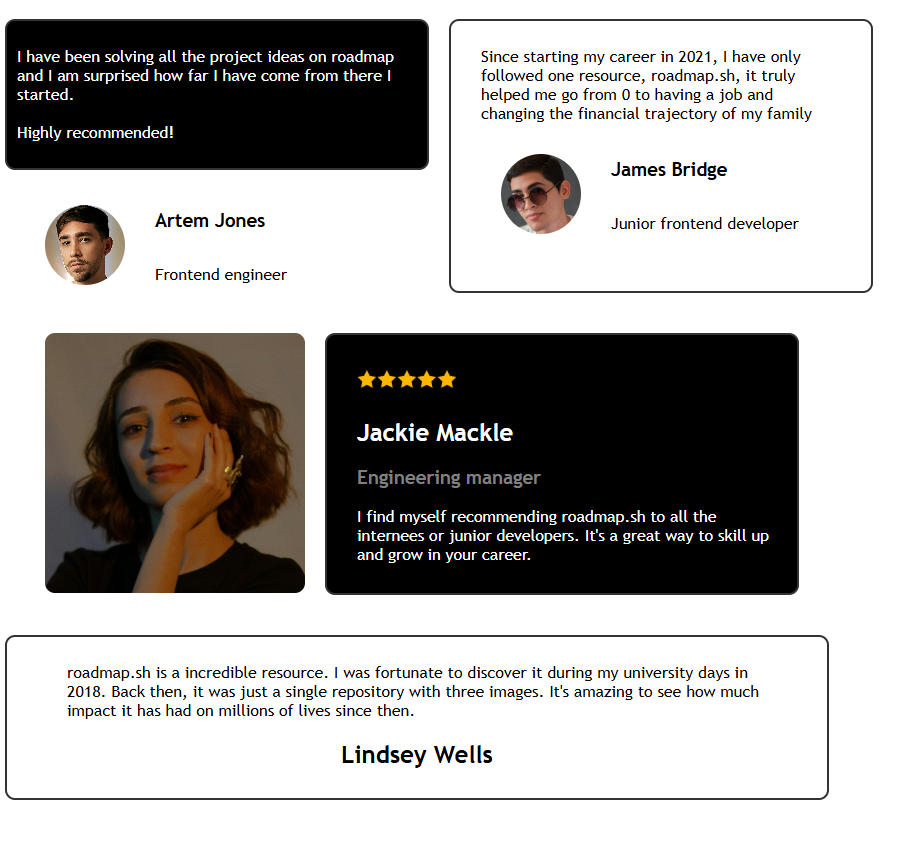 I have been solving all the project ideas on roadmap
and I am surprised how far I have come from there I
started.
Highly recommended!
Artem Jones
Frontend engineer
Since starting my career in 2021, I have only
followed one resource, roadmap.sh, it truly
helped me go from 0 to having a job and
changing the financial trajectory of my family
James Bridge
Junior frontend developer
Jackie Mackle
Engineering manager
I find myself recommending roadmap.sh to all the
internees or junior developers. It's a great way to skill up
and grow in your career.
roadmap.sh is a incredible resource. I was fortunate to discover it during my university days in
2018. Back then, it was just a single repository with three images. It's amazing to see how much
impact it has had on millions of lives since then.
Lindsey Wells